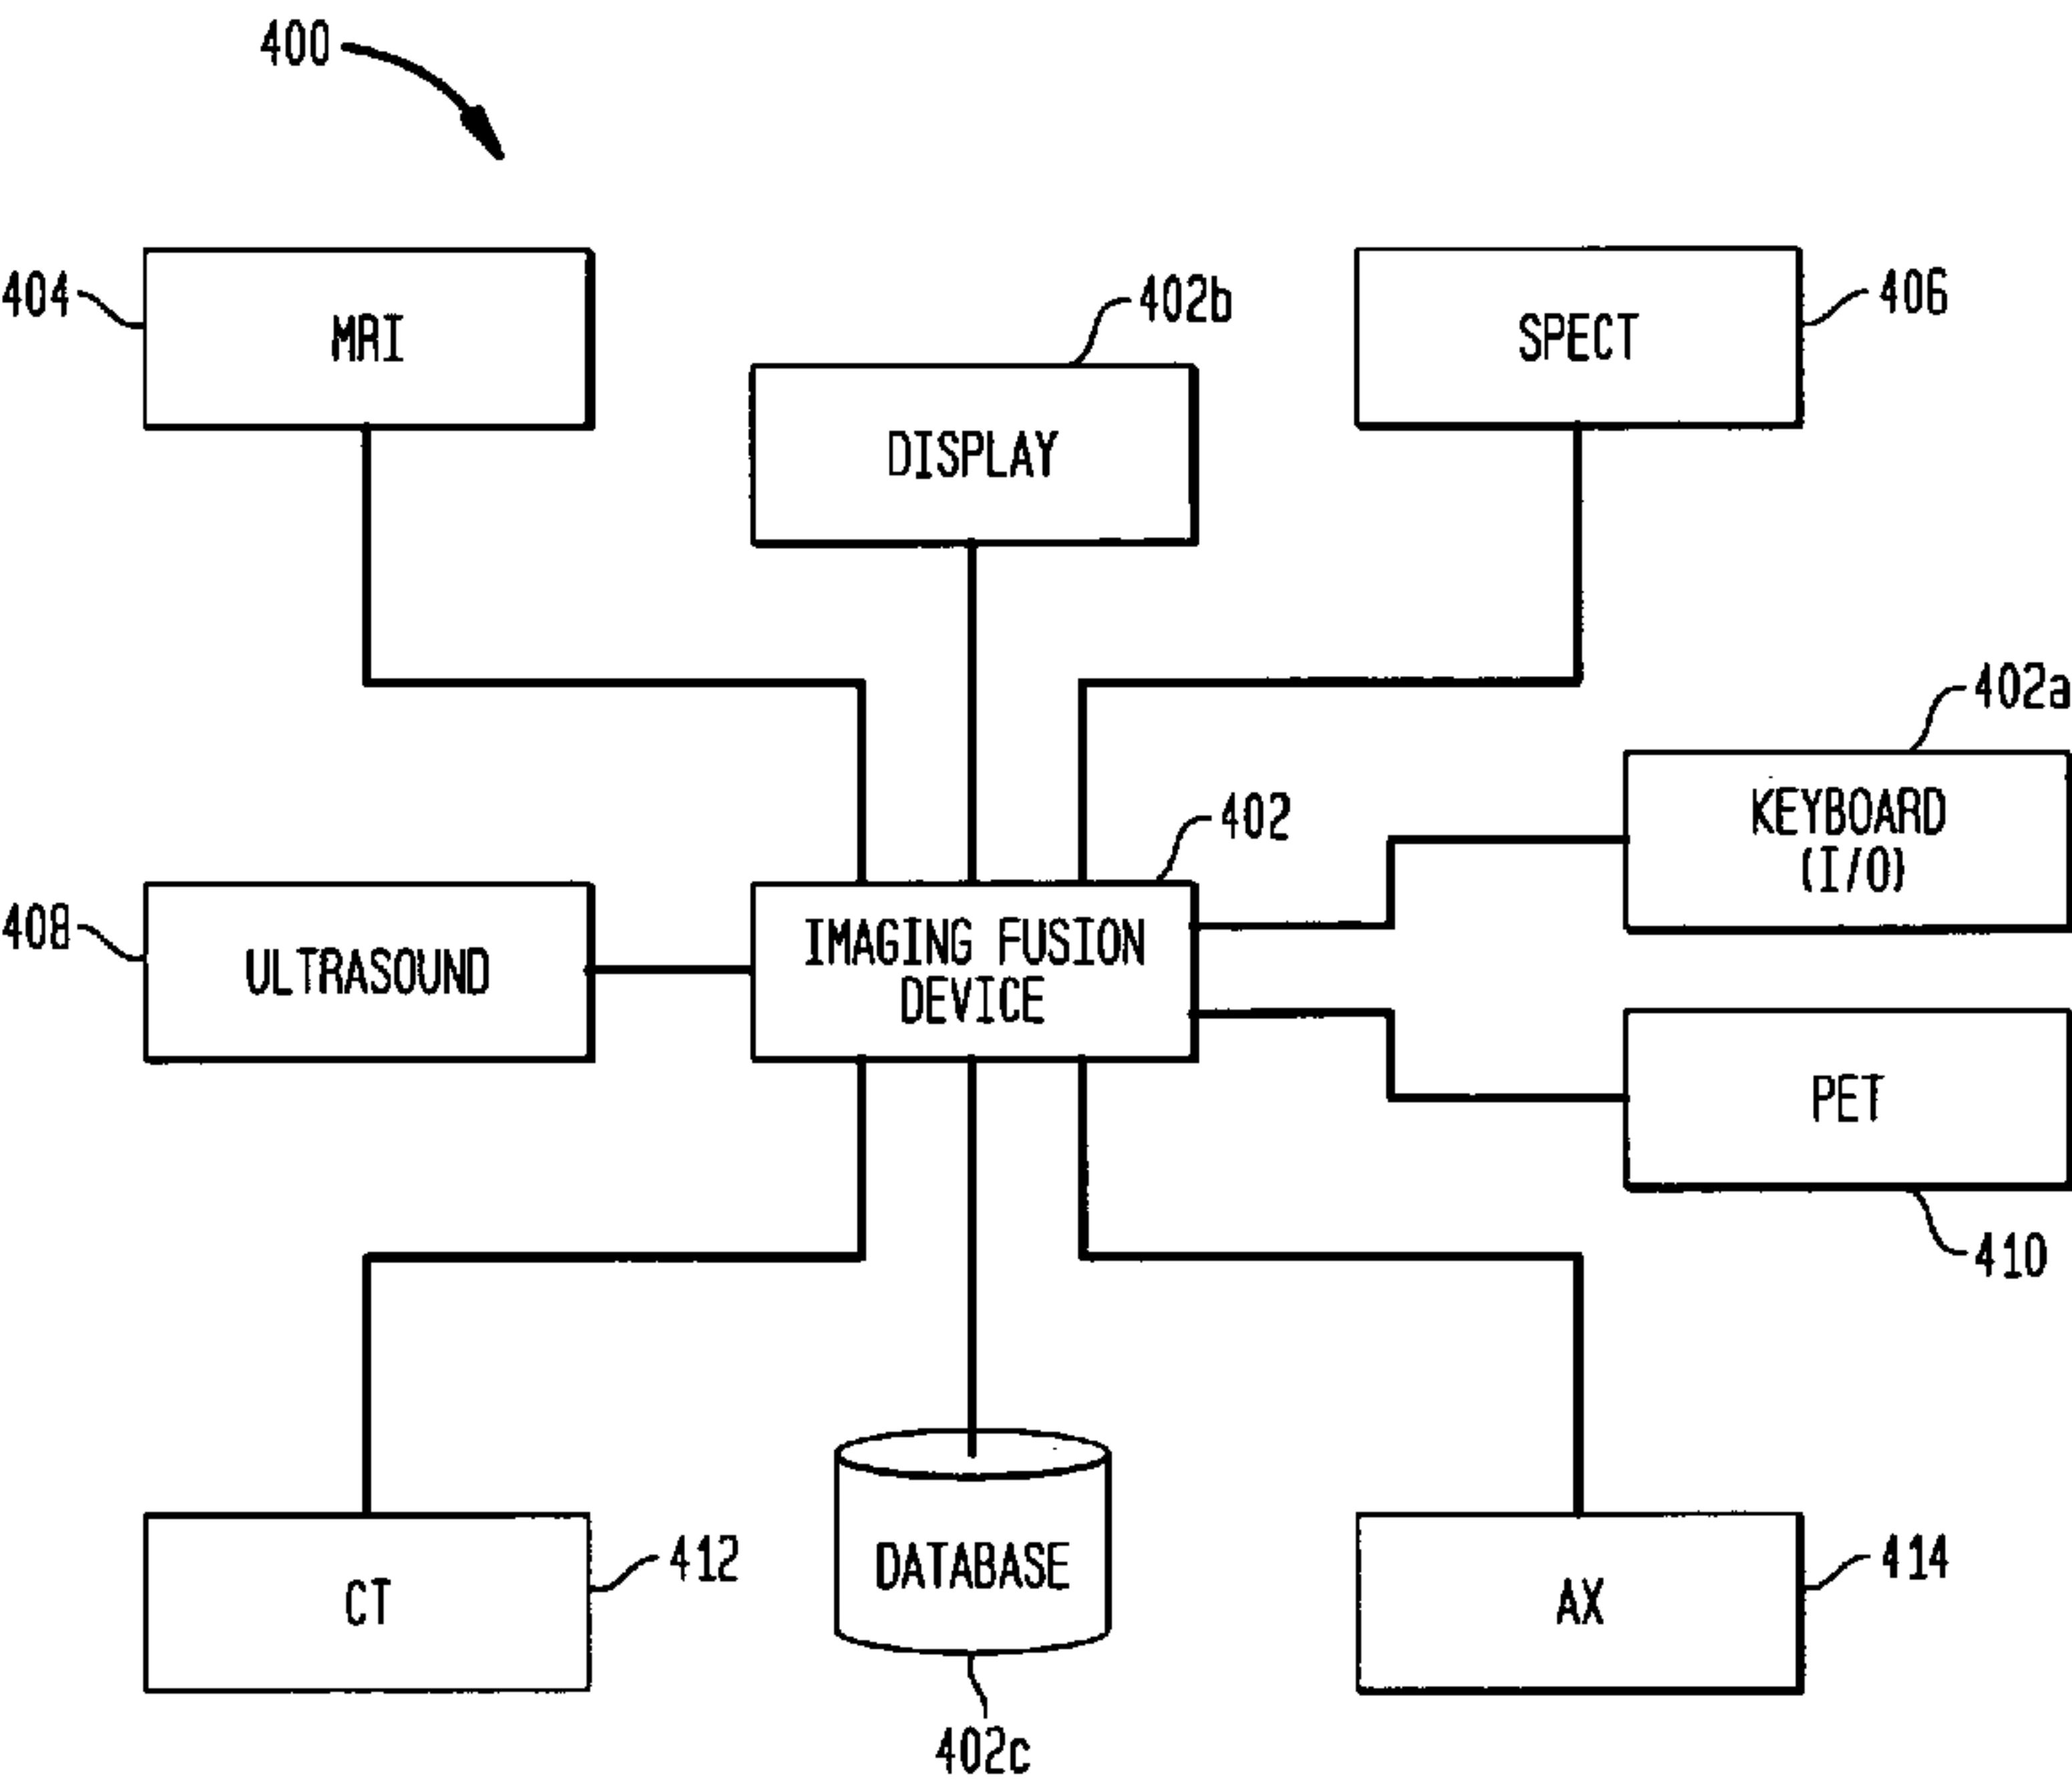 400
404
MRI
402b
DISPLAY
406
SPECT
402a
KEYBOARD
(I/O)
402
IMAGING FUSION
DEVICE
408
ULTRASOUND
PET
410
412
CT
DATABASE
402c
414
AX